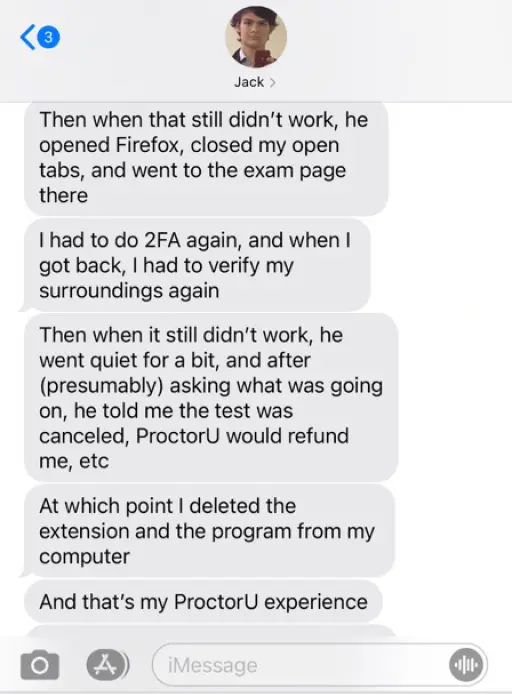 3
Jack
Then when that still didn’t work, he
opened Firefox, closed my open
tabs, and went to the exam page
there
I had to do 2FA again, and when I
got back, I had to verify my
surroundings again
Then when it still didn’t work, he
went quiet for a bit, and after
(presumably) asking what was going
on, he told me the test was
canceled, ProctorU would refund
me, etc
At which point I deleted the
extension and the program from my
computer
And that’s my ProctorU experience
iMessage